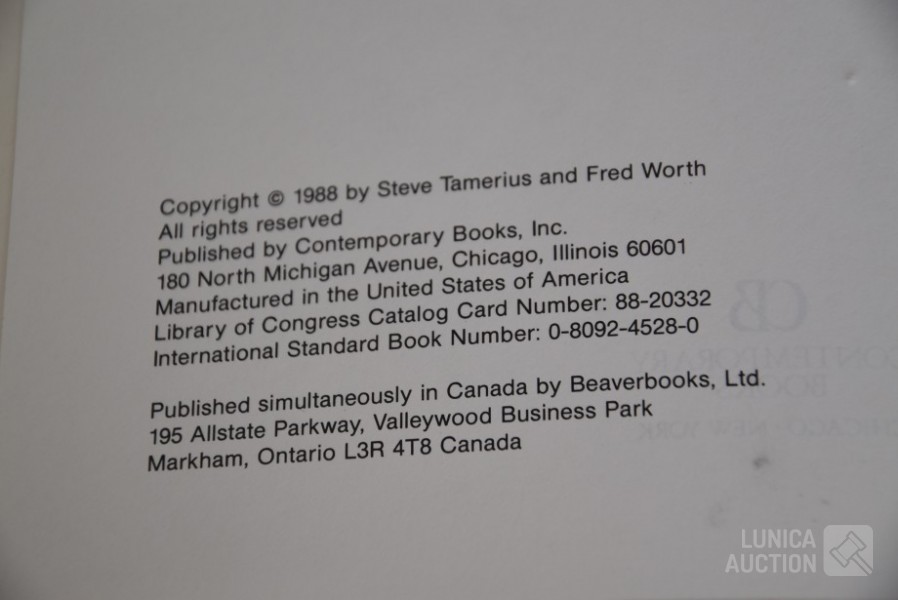 Copyright © 1988 by Steve Tamerius and Fred Worth
All rights reserved
Published by Contemporary Books, Inc.
180 North Michigan Avenue, Chicago, Illinois 60601
Manufactured in the United States of America
Library of Congress Catalog Card Number: 88-20332
International Standard Book Number: 0-8092-4528-0
Published simultaneously in Canada by Beaverbooks, Ltd.
195 Allstate Parkway, Valleywood Business Park
Markham, Ontario L3R 4T8 Canada
LUNICA
AUCTION